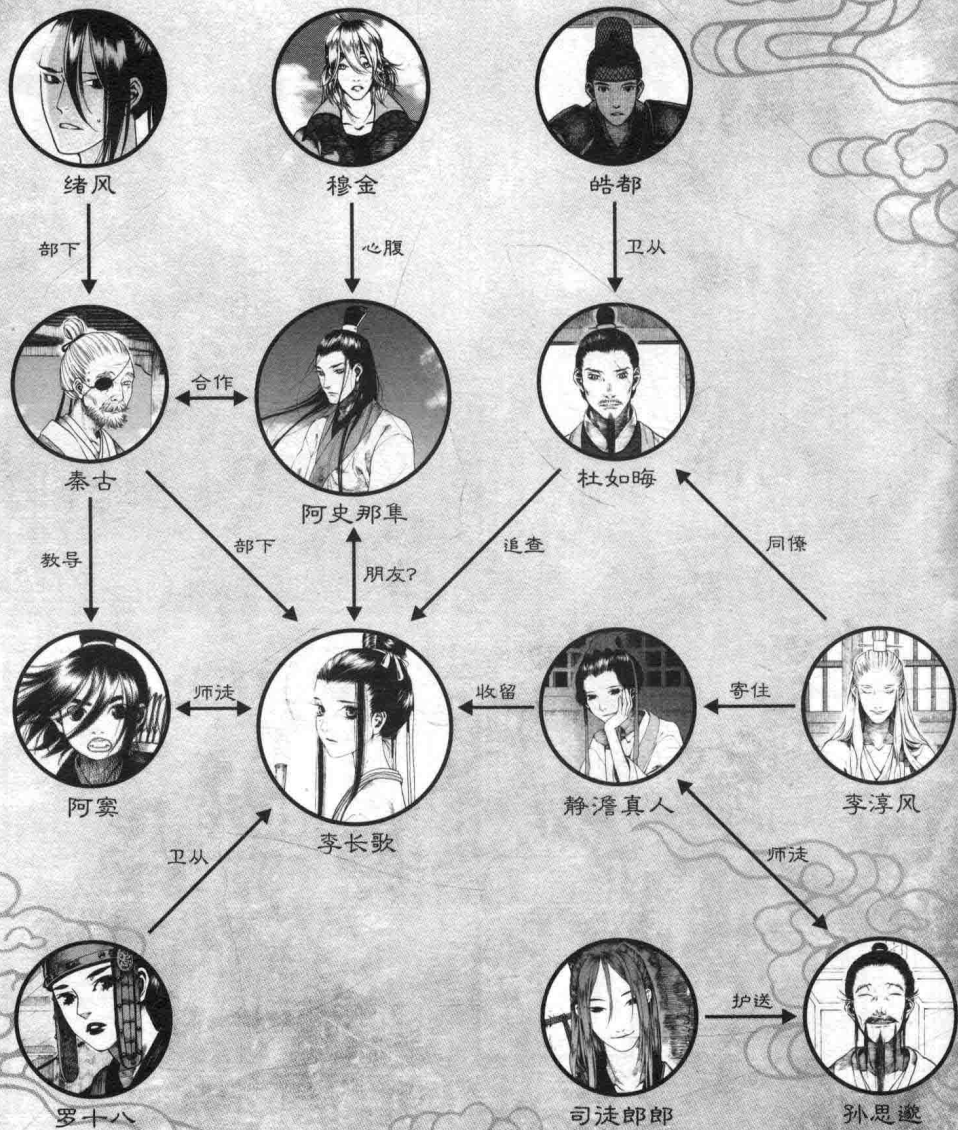 绪风
穆金
皓都
部下
心腹
卫从
合作
秦古
阿史那隼
杜如晦
教导
部下
朋友?
追查
同僚
师徒
收留
寄住
阿窦
李长歌
静澹真人
李淳风
卫从
师徒
护送
罗十八
司徒郎郎
孙思邈